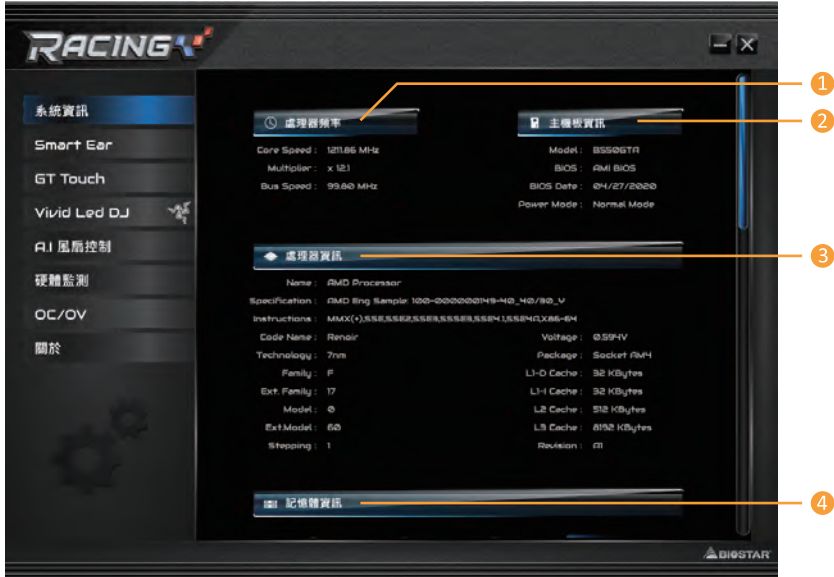 RACING
系統資訊
Smart Ear
GT Touch
Vivid Led DJ
A.I 風扇控制
硬體監測
OC/OV
關於
處理器頻率
1
Core Speed : 1211.86 MHz
Multiplier : x 12.1
Bus Speed : 99.80 MHz
主機板資訊
2
Model : B550GTA
BIOS : AMI BIOS
BIOS Date : 04/27/2020
Power Mode : Normal Mode
處理器資訊
3
Name : AMD Processor
Specification : AMD Eng Sample: 100-000000149-40_40/30_Y
Instructions : MMX(+),SSE,SSE2,SSE3,SSSE3,SSE4.1,SSE4A,X86-64
Code Name : Renoir
Technology : 7nm
Family : F
Ext. Family : 17
Model : 0
Ext.Model : 60
Stepping : 1
Voltage : 0.594V
Package : Socket AM4
L1-D Cache : 32 KBytes
L1-I Cache : 32 KBytes
L2 Cache : 512 KBytes
L3 Cache : 8192 KBytes
Revision : A1
記憶體資訊
4
BIOSTAR